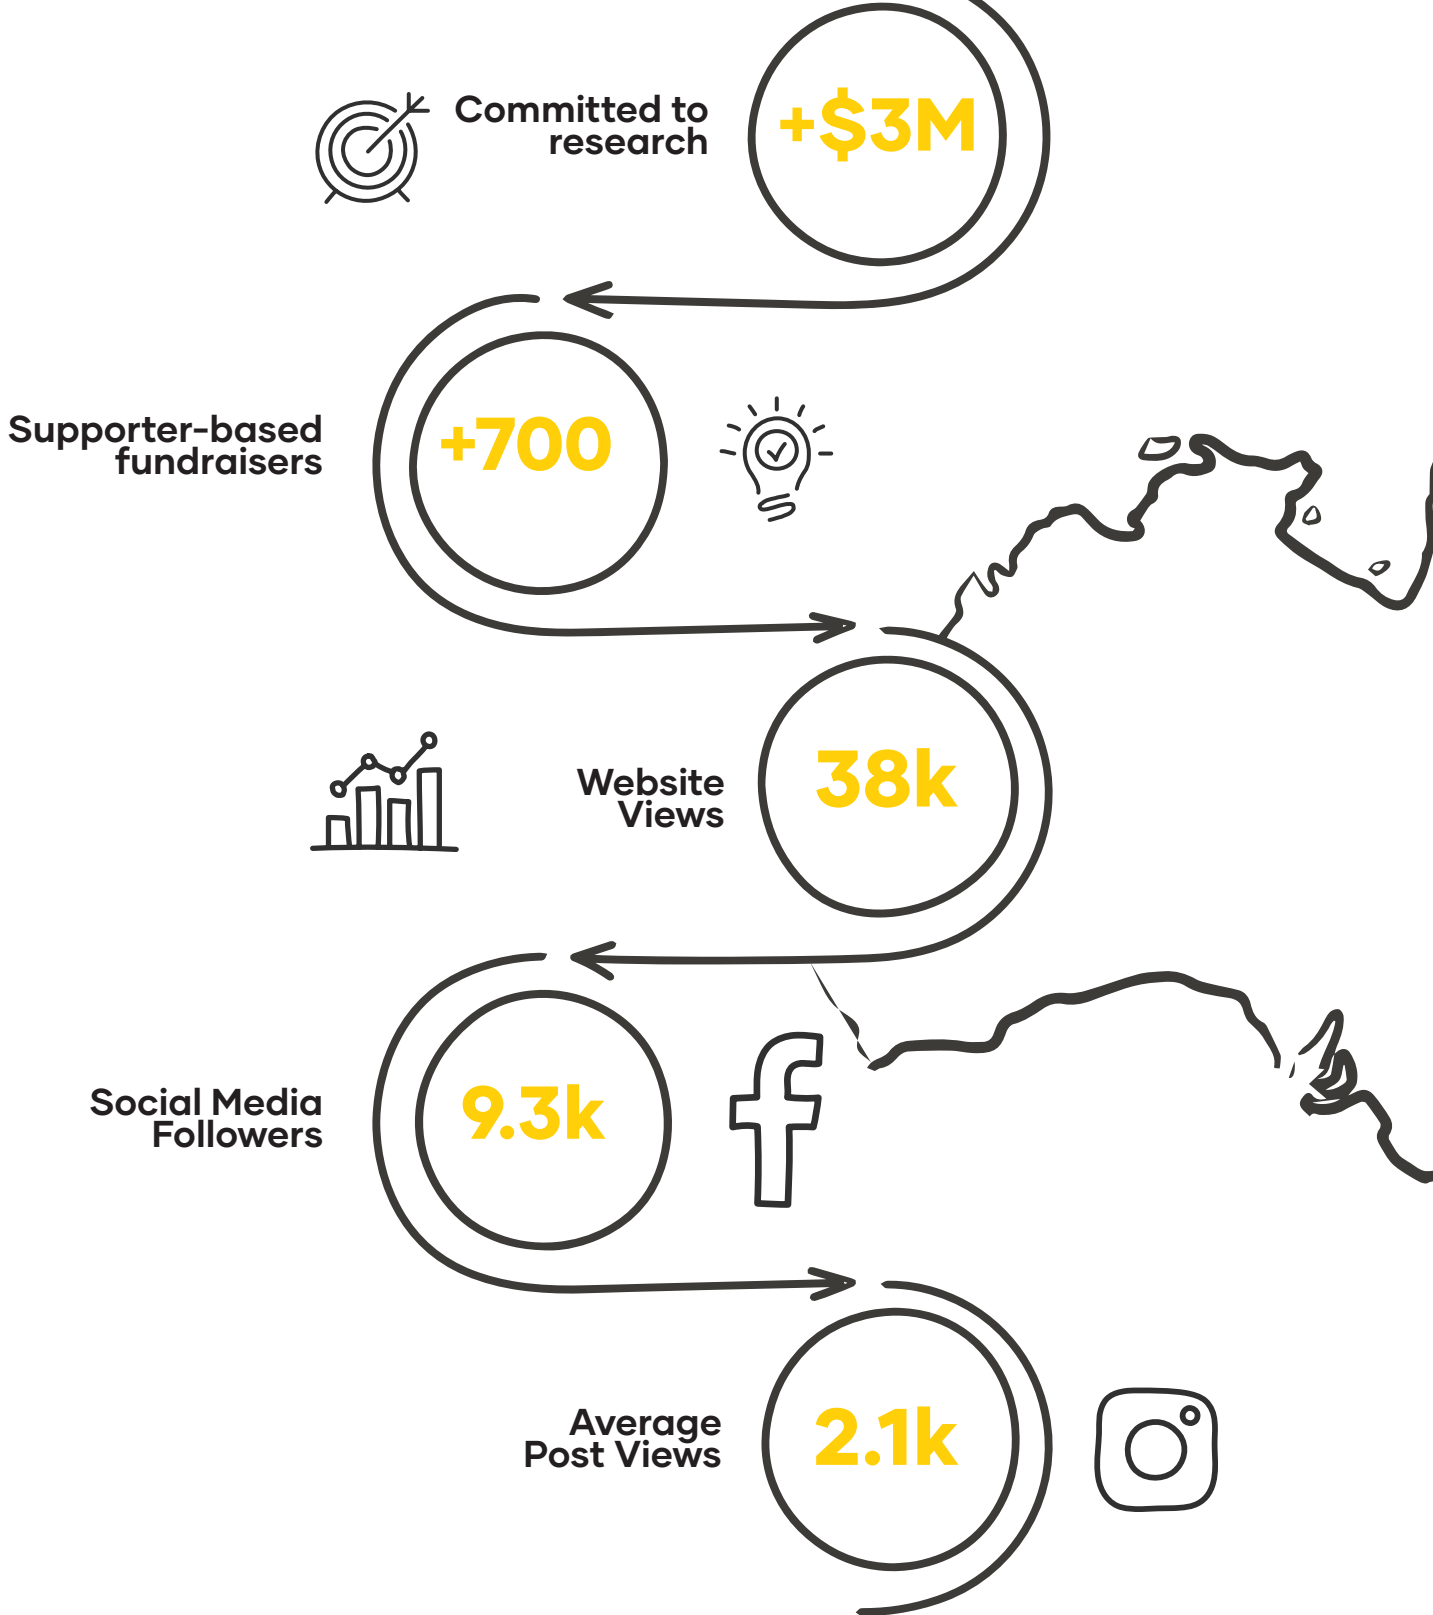 Committed to
research
+$3M
Supporter-based
fundraisers
+700
Website
Views
38k
Social Media
Followers
9.3k
Average
Post Views
2.1k